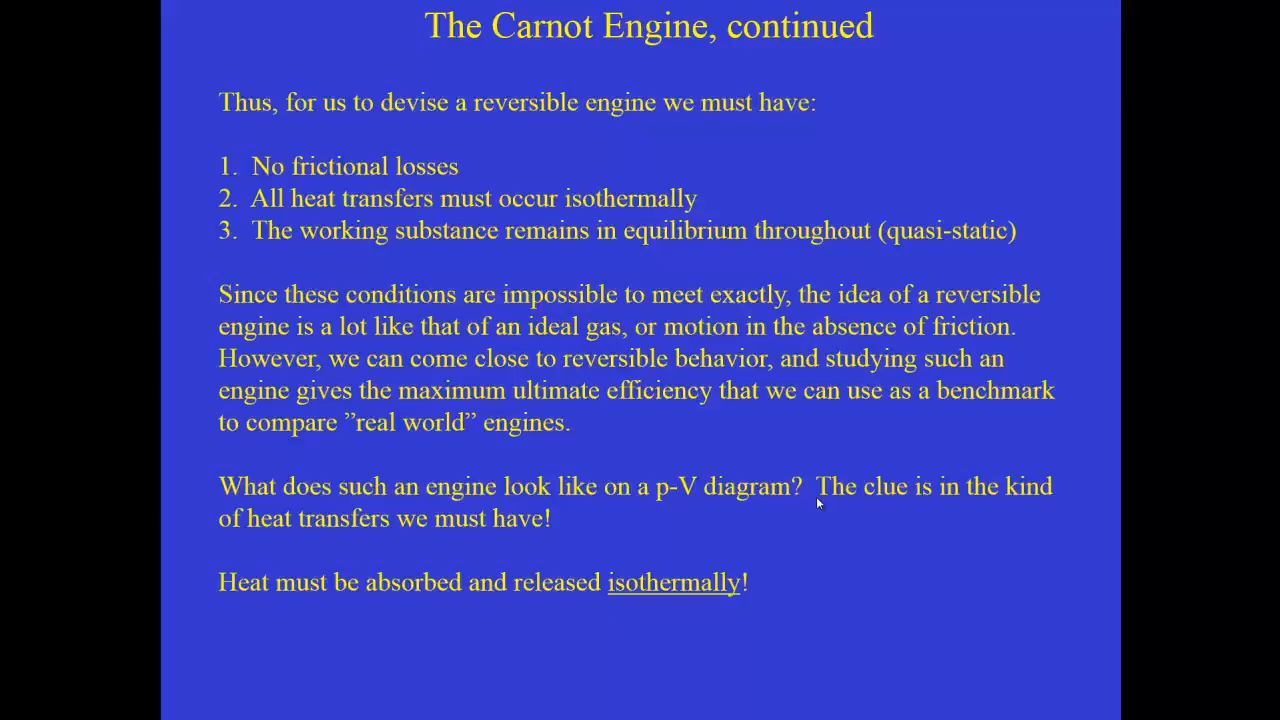 The Carnot Engine, continued
Thus, for us to devise a reversible engine we must have:
1.  No frictional losses
2.  All heat transfers must occur isothermally
3.  The working substance remains in equilibrium throughout (quasi-static)
Since these conditions are impossible to meet exactly, the idea of a reversible
engine is a lot like that of an ideal gas, or motion in the absence of friction.
However, we can come close to reversible behavior, and studying such an
engine gives the maximum ultimate efficiency that we can use as a benchmark
to compare ”real world” engines.
What does such an engine look like on a p-V diagram?  The clue is in the kind
of heat transfers we must have!
Heat must be absorbed and released isothermally!